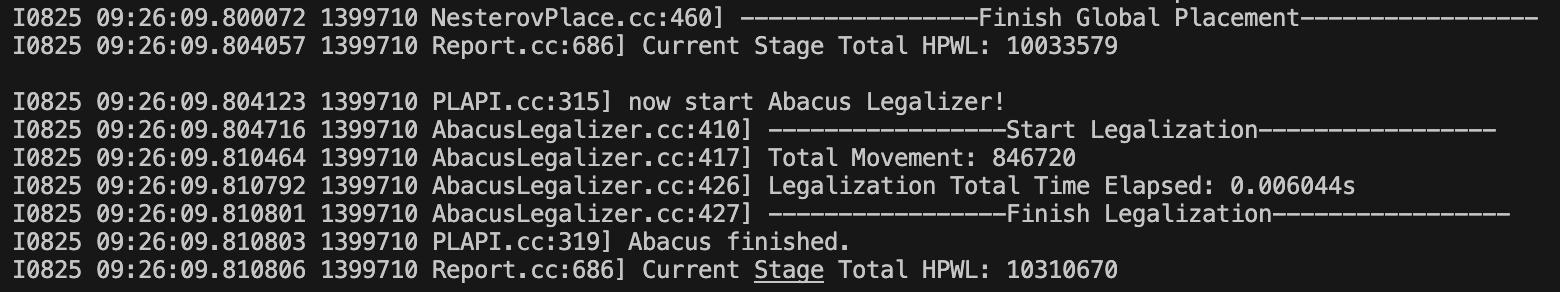 I0825 09:26:09.800072 1399710 NesterovPlace.cc:460] -----------------Finish Global Placement-----------------
I0825 09:26:09.804057 1399710 Report.cc:686] Current Stage Total HPWL: 10033579
I0825 09:26:09.804123 1399710 PLAPI.cc:315] now start Abacus Legalizer!
I0825 09:26:09.804716 1399710 AbacusLegalizer.cc:410] -----------------Start Legalization-----------------
I0825 09:26:09.810464 1399710 AbacusLegalizer.cc:417] Total Movement: 846720
I0825 09:26:09.810792 1399710 AbacusLegalizer.cc:426] Legalization Total Time Elapsed: 0.006044s
I0825 09:26:09.810801 1399710 AbacusLegalizer.cc:427] -----------------Finish Legalization-----------------
I0825 09:26:09.810803 1399710 PLAPI.cc:319] Abacus finished.
I0825 09:26:09.810806 1399710 Report.cc:686] Current Stage Total HPWL: 10310670